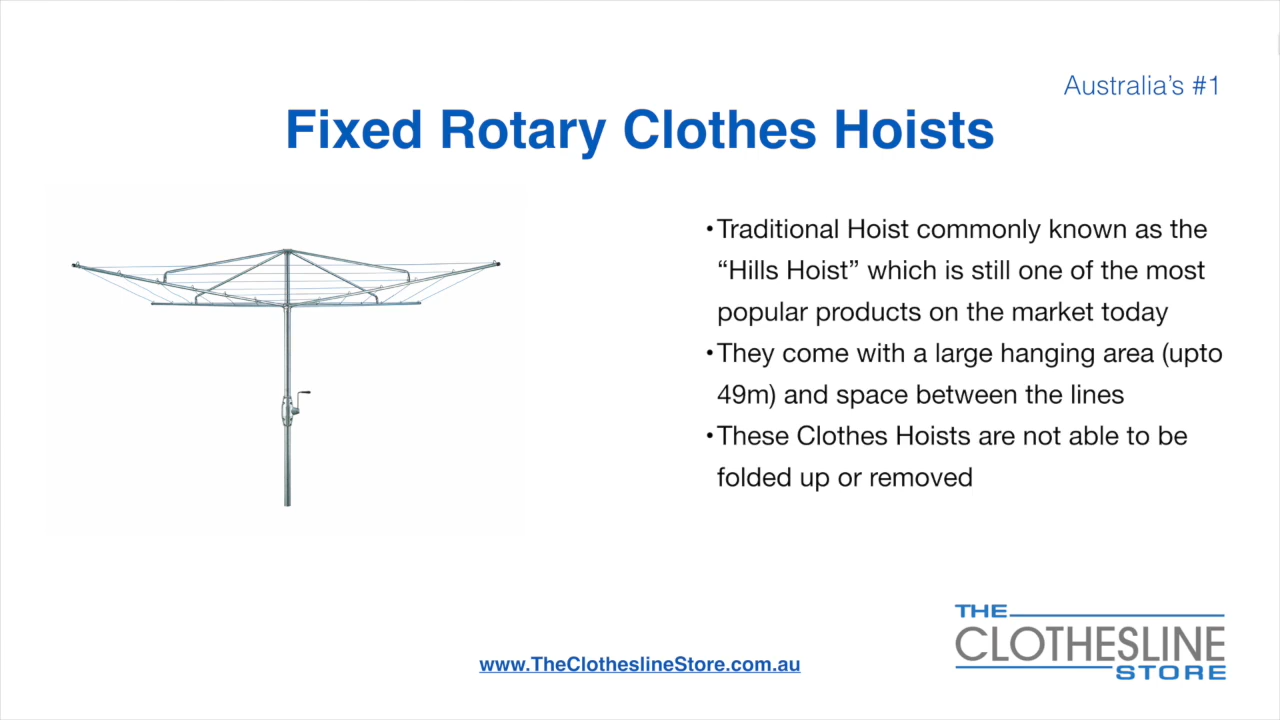 Australia’s #1
Fixed Rotary Clothes Hoists
•Traditional Hoist commonly known as the
“Hills Hoist” which is still one of the most
popular products on the market today
•They come with a large hanging area (upto
49m) and space between the lines
•These Clothes Hoists are not able to be
folded up or removed
THE
CLOTHESLINE
STORE
www.TheClotheslineStore.com.au